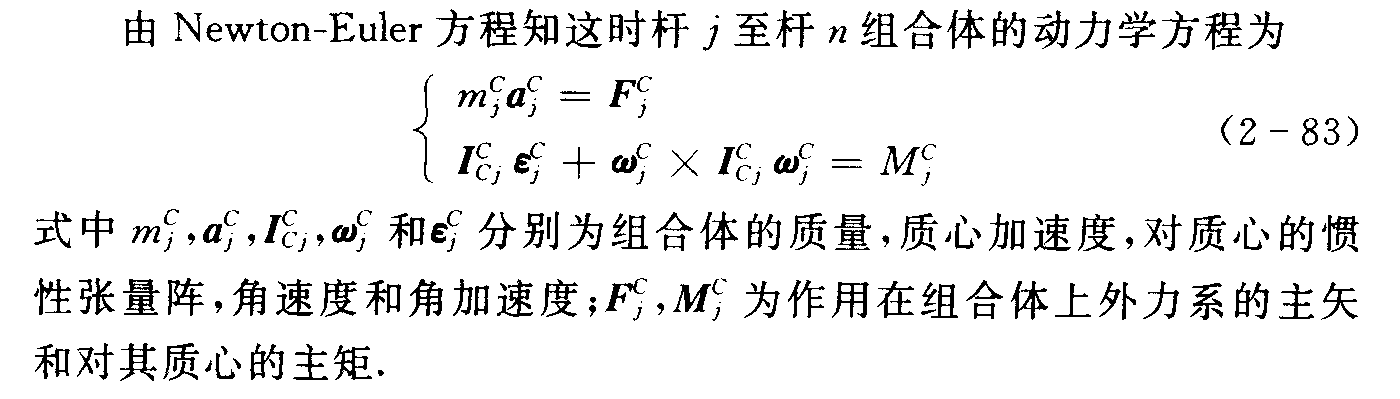 由 Newton-Euler 方程知这时杆 j 至杆 n 组合体的动力学方程为
$\begin{cases} m_j^C \boldsymbol{a}_j^C = \boldsymbol{F}_j^C \\ \boldsymbol{I}_{Cj}^C \boldsymbol{\varepsilon}_j^C + \boldsymbol{\omega}_j^C \times \boldsymbol{I}_{Cj}^C \boldsymbol{\omega}_j^C = M_j^C \end{cases}$ (2-83)
式中 $m_j^C, \boldsymbol{a}_j^C, \boldsymbol{I}_{Cj}^C, \boldsymbol{\omega}_j^C$ 和 $\boldsymbol{\varepsilon}_j^C$ 分别为组合体的质量,质心加速度,对质心的惯
性张量阵,角速度和角加速度;$\boldsymbol{F}_j^C, \boldsymbol{M}_j^C$ 为作用在组合体上外力系的主矢
和对其质心的主矩.